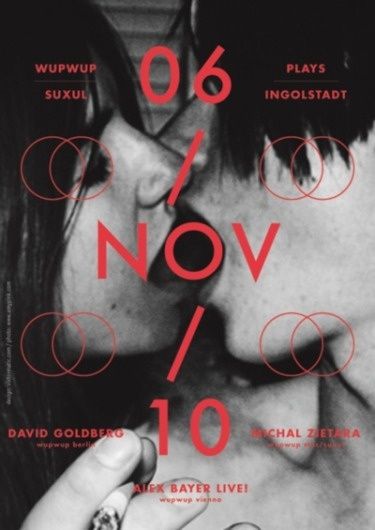 WUPWUP
SUXUL
06
PLAYS
INGOLSTADT
/
NOV
/
10
DAVID GOLDBERG
wupwup berlin
MICHAL ZIETARA
ALEX BAYER LIVE!
wupwup vienna